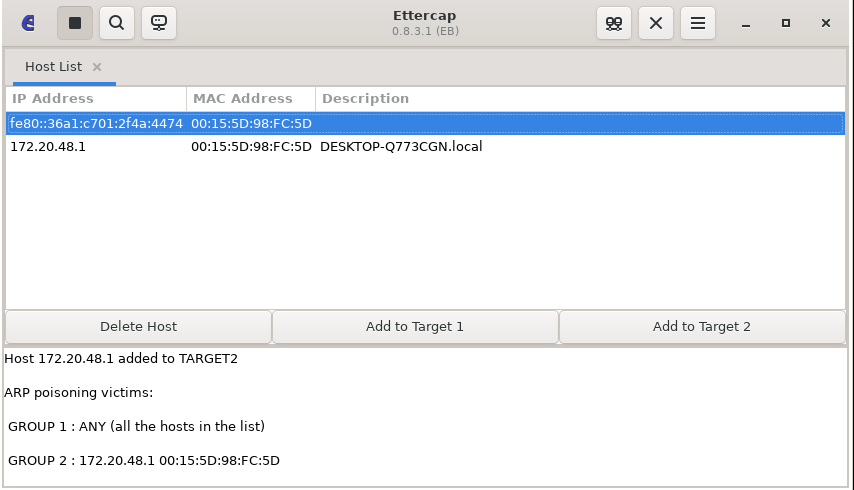 Ettercap
0.8.3.1 (EB)
Host List
IP Address MAC Address Description
fe80::36a1:c701:2f4a:4474 00:15:5D:98:FC:5D
172.20.48.1 00:15:5D:98:FC:5D DESKTOP-Q773CGN.local
Delete Host Add to Target 1 Add to Target 2
Host 172.20.48.1 added to TARGET2
ARP poisoning victims:
GROUP 1 : ANY (all the hosts in the list)
GROUP 2 : 172.20.48.1 00:15:5D:98:FC:5D